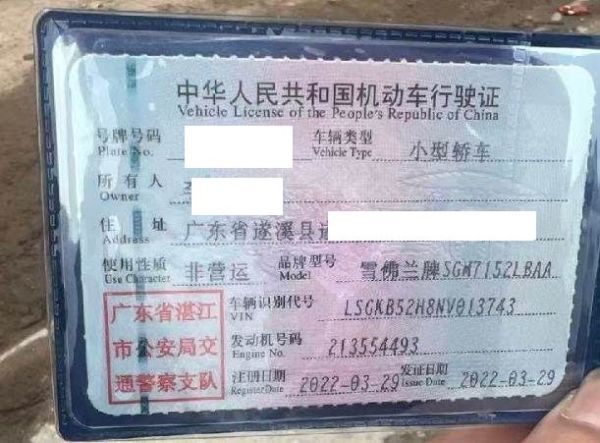 中华人民共和国机动车行驶证
Vehicle License of the People's Republic of China
号牌号码
Plate No.
车辆类型 小型轿车
Vehicle Type
所有人
Owner
住址 广东省遂溪县
Address
使用性质 非营运 品牌型号 雪佛兰牌SGM7152LBAA
Use Character Model
广东省湛江
市公安局交
通警察支队
车辆识别代号 LSGKB52H8NV013743
VIN
发动机号码 213554493
Engine No.
注册日期 2022-03-29 发证日期 2022-03-29
Register Date Issue Date